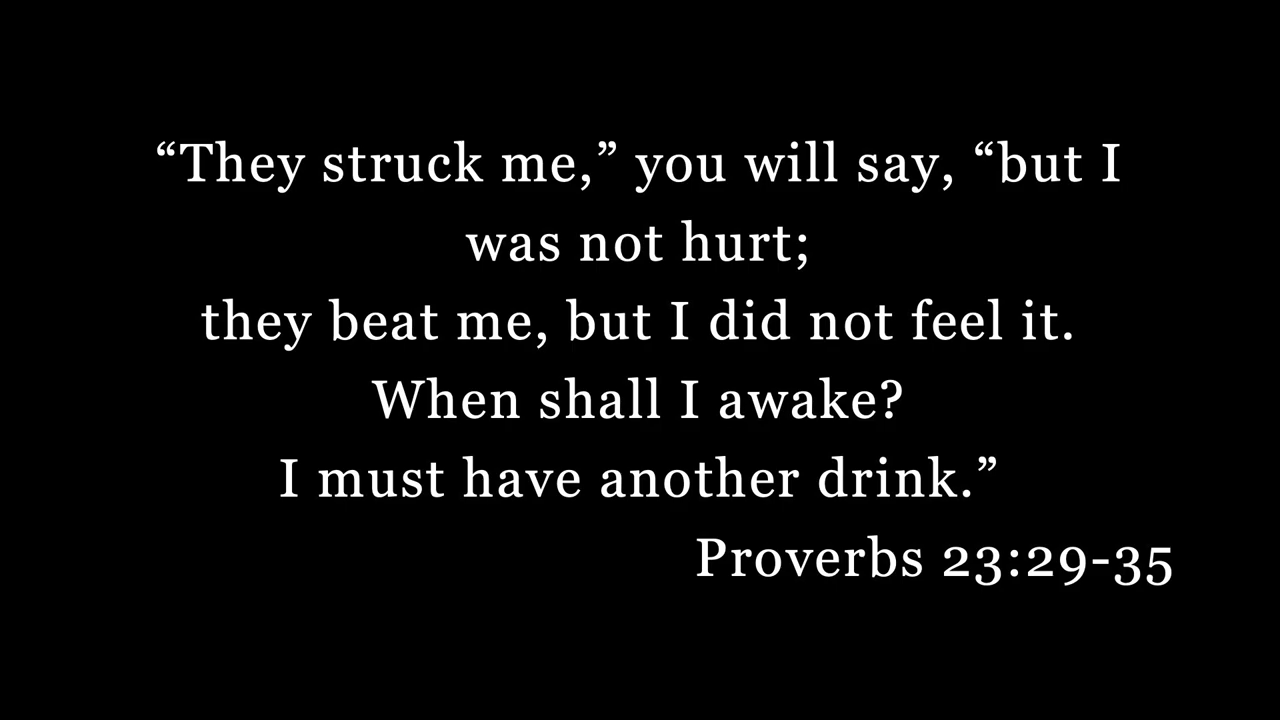 “They struck me,” you will say, “but I
was not hurt;
they beat me, but I did not feel it.
When shall I awake?
I must have another drink.”
Proverbs 23:29-35